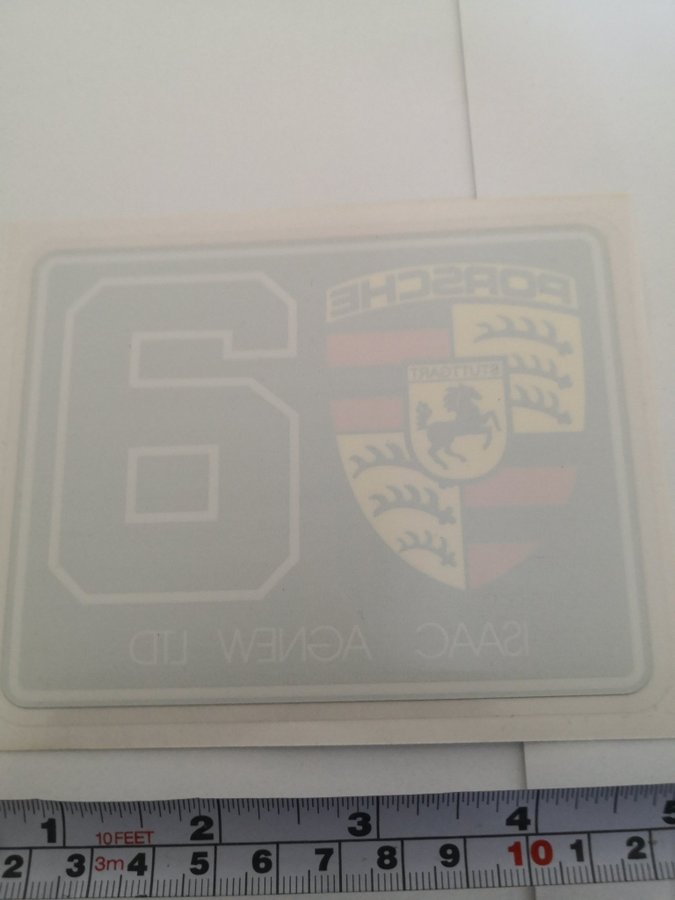 PORSCHE
6
STUTTGART
ISAAC AGNEW LTD
1 10FEET 2 3 4 5
2 3 3m 4 5 6 7 8 9 10 1 2